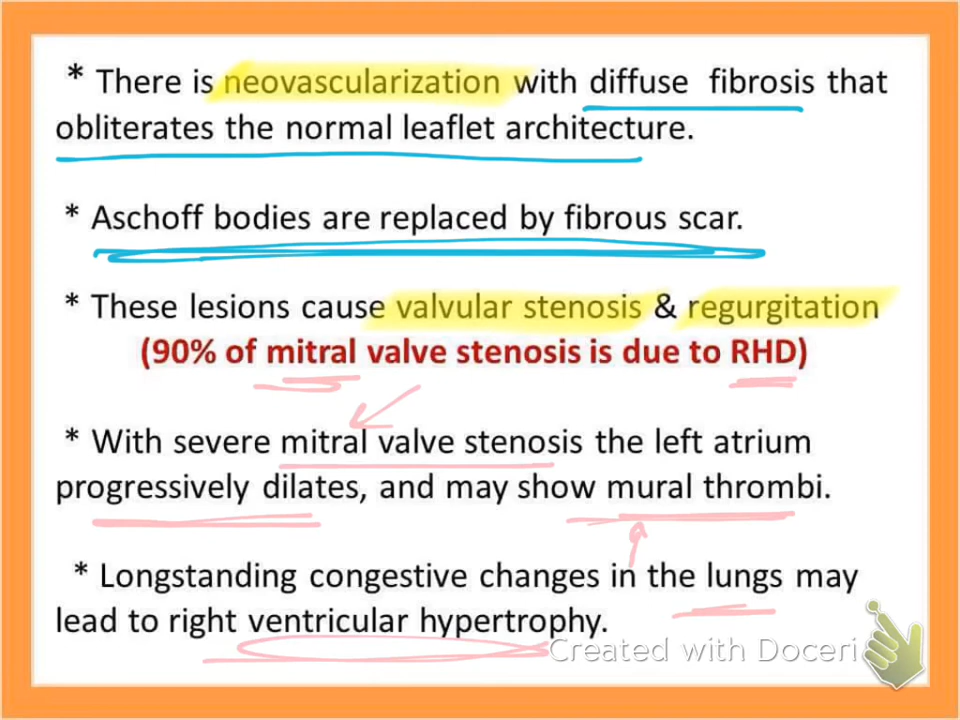 * There is neovascularization with diffuse fibrosis that
obliterates the normal leaflet architecture.
* Aschoff bodies are replaced by fibrous scar.
* These lesions cause valvular stenosis & regurgitation
(90% of mitral valve stenosis is due to RHD)
* With severe mitral valve stenosis the left atrium
progressively dilates, and may show mural thrombi.
* Longstanding congestive changes in the lungs may
lead to right ventricular hypertrophy.
Created with Doceri